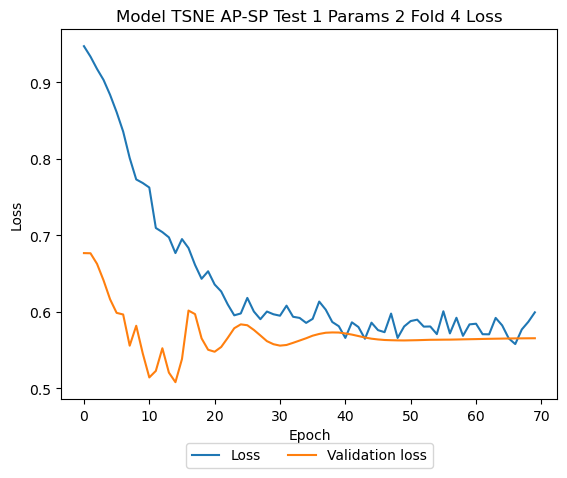 Model TSNE AP-SP Test 1 Params 2 Fold 4 Loss
Loss
0.9
0.8
0.7
0.6
0.5
0 10 20 30 40 50 60 70
Epoch
Loss Validation loss